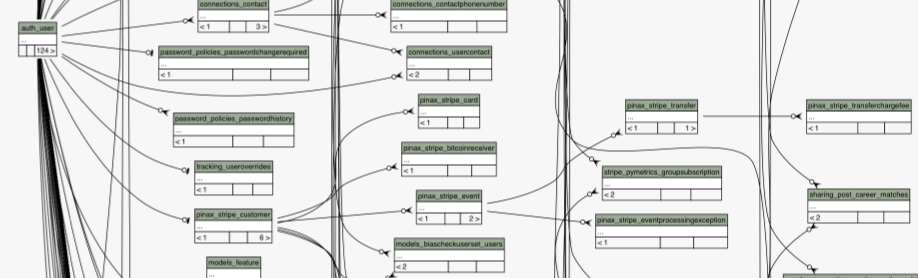 connections_contact
...
< 1 3 >
connections_contactphonenumber
...
< 1
auth_user
...
124 >
password_policies_passwordchangerequired
...
< 1
connections_usercontact
...
< 2
pinax_stripe_card
...
< 1
pinax_stripe_transfer
...
< 1 1 >
pinax_stripe_transferchargefee
...
< 1
password_policies_passwordhistory
...
< 1
pinax_stripe_bitcoinreceiver
...
< 1
tracking_useroverrides
...
< 1
stripe_pymetrics_groupsubscription
...
< 2
pinax_stripe_event
...
< 1 2 >
sharing_post_career_matches
...
< 2
pinax_stripe_customer
...
< 1 6 >
pinax_stripe_eventprocessingexception
...
< 1
models_biascheckuserset_users
...
< 2
models_feature
...